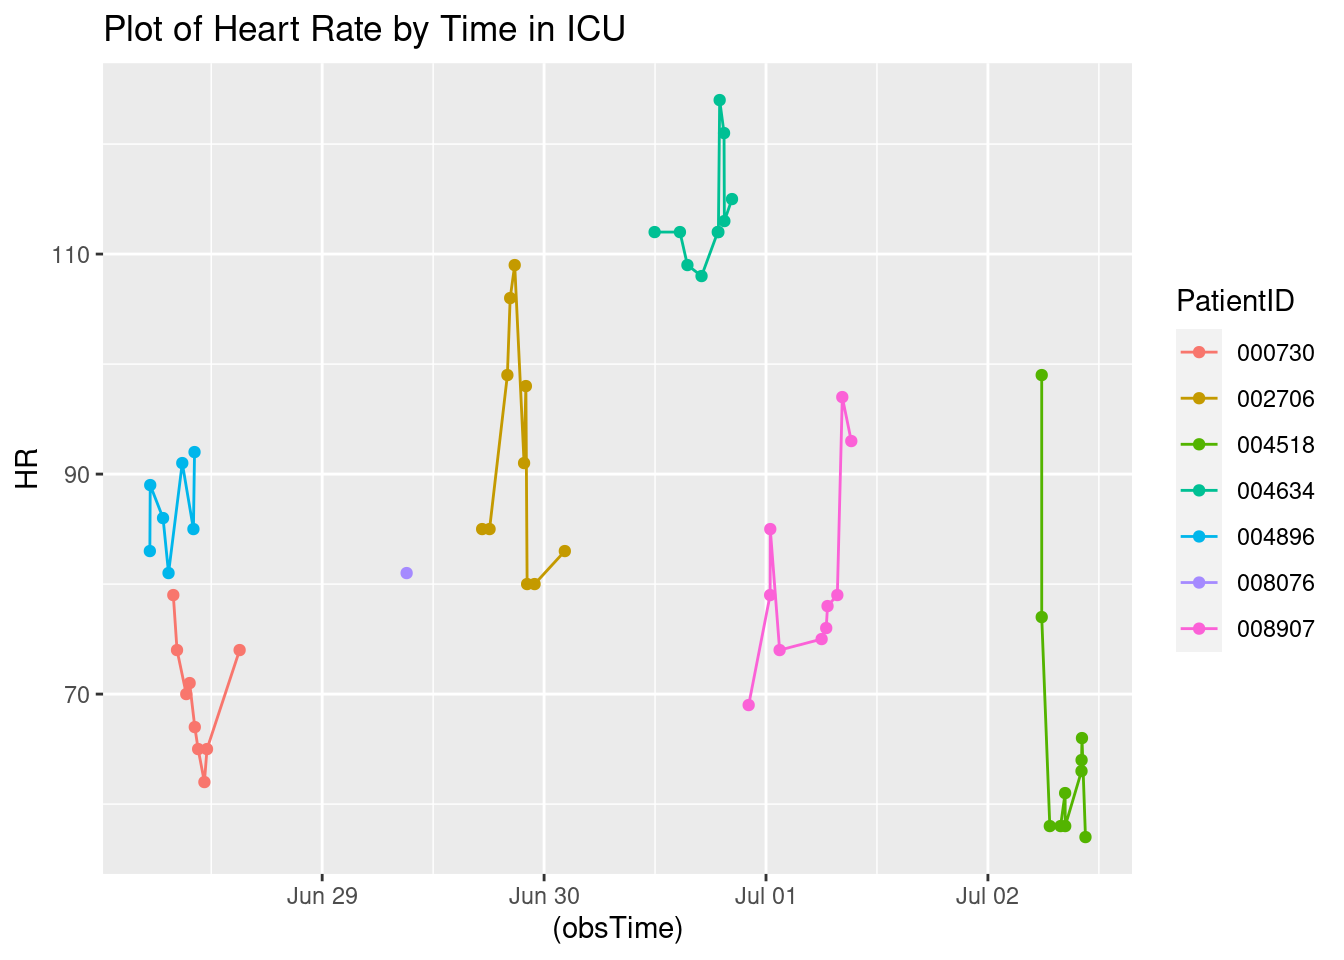 Plot of Heart Rate by Time in ICU
HR
110
90
70
Jun 29
Jun 30
Jul 01
Jul 02
(obsTime)
PatientID
000730
002706
004518
004634
004896
008076
008907